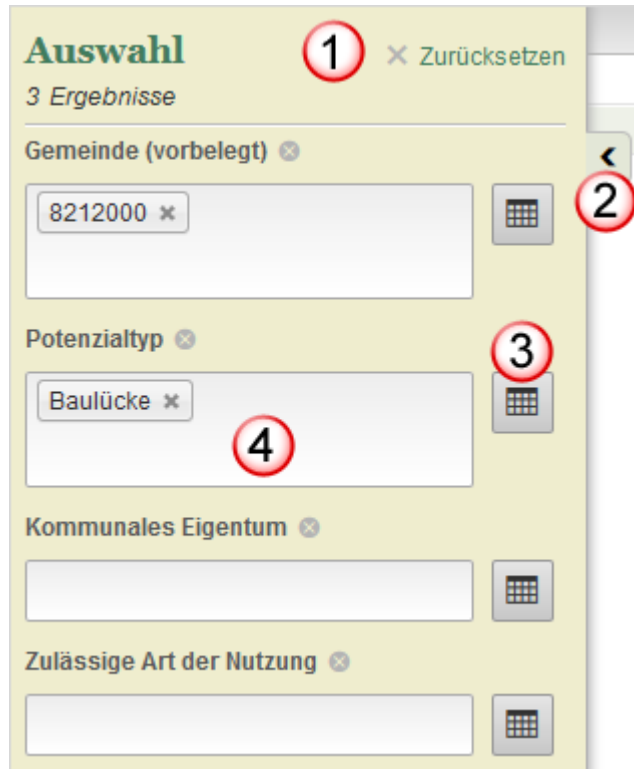 Auswahl
1
Zurücksetzen
3 Ergebnisse
Gemeinde (vorbelegt)
2
8212000
Potenzialtyp
3
Baulücke
4
Kommunales Eigentum
Zulässige Art der Nutzung